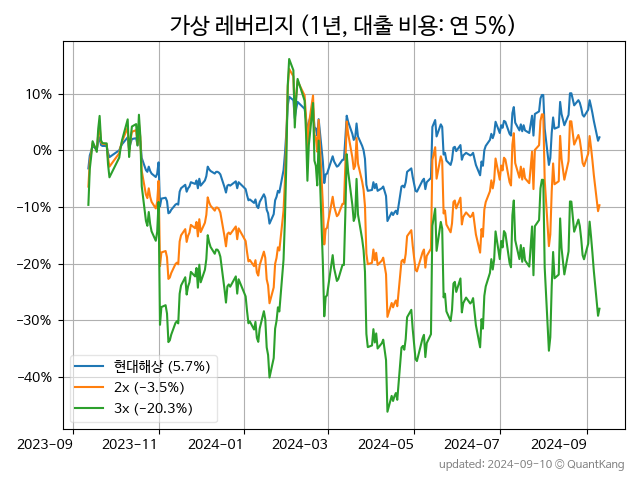 가상 레버리지 (1년, 대출 비용: 연 5%)
10%
0%
−10%
−20%
−30%
−40%
현대해상 (5.7%)
2x (−3.5%)
3x (−20.3%)
2023-09
2023-11
2024-01
2024-03
2024-05
2024-07
2024-09
updated: 2024-09-10 @ QuantKang